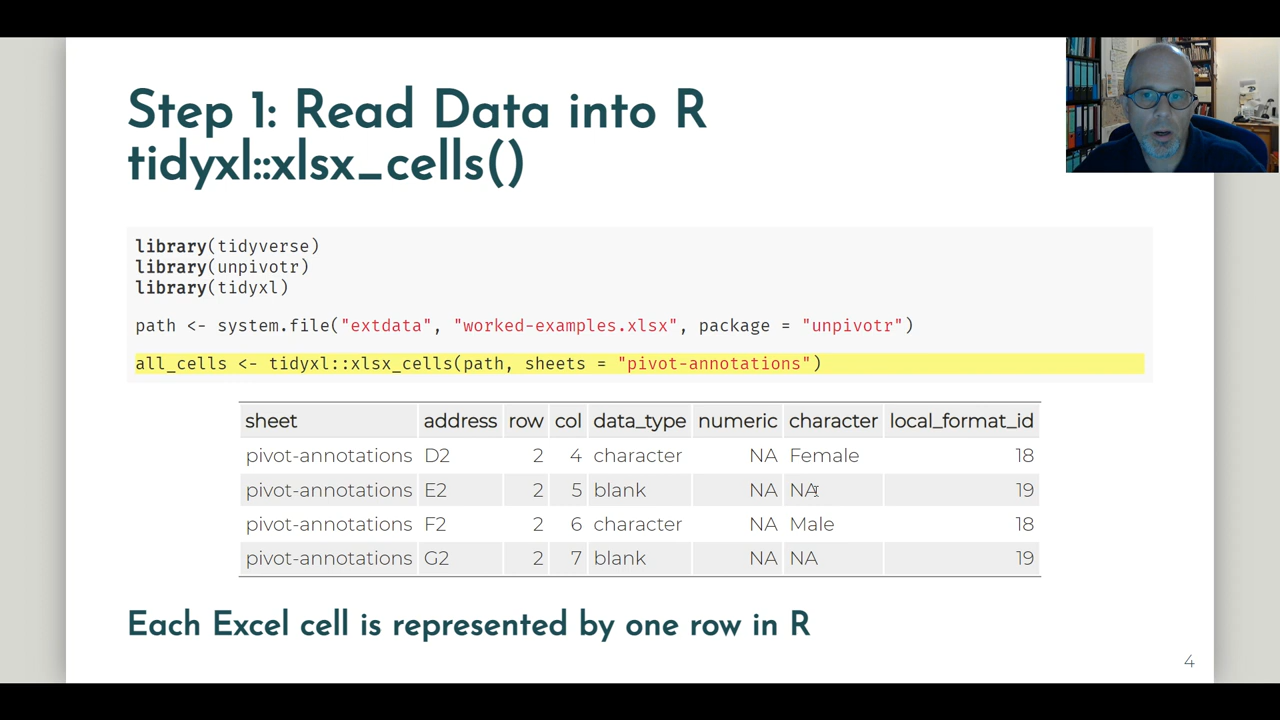 Step 1: Read Data into R
tidyxl::xlsx_cells()
library(tidyverse)
library(unpivotr)
library(tidyxl)
path <- system.file("extdata", "worked-examples.xlsx", package = "unpivotr")
all_cells <- tidyxl::xlsx_cells(path, sheets = "pivot-annotations")
sheet address row col data_type numeric character local_format_id
pivot-annotations D2 2 4 character NA Female 18
pivot-annotations E2 2 5 blank NA NA 19
pivot-annotations F2 2 6 character NA Male 18
pivot-annotations G2 2 7 blank NA NA 19
Each Excel cell is represented by one row in R
4